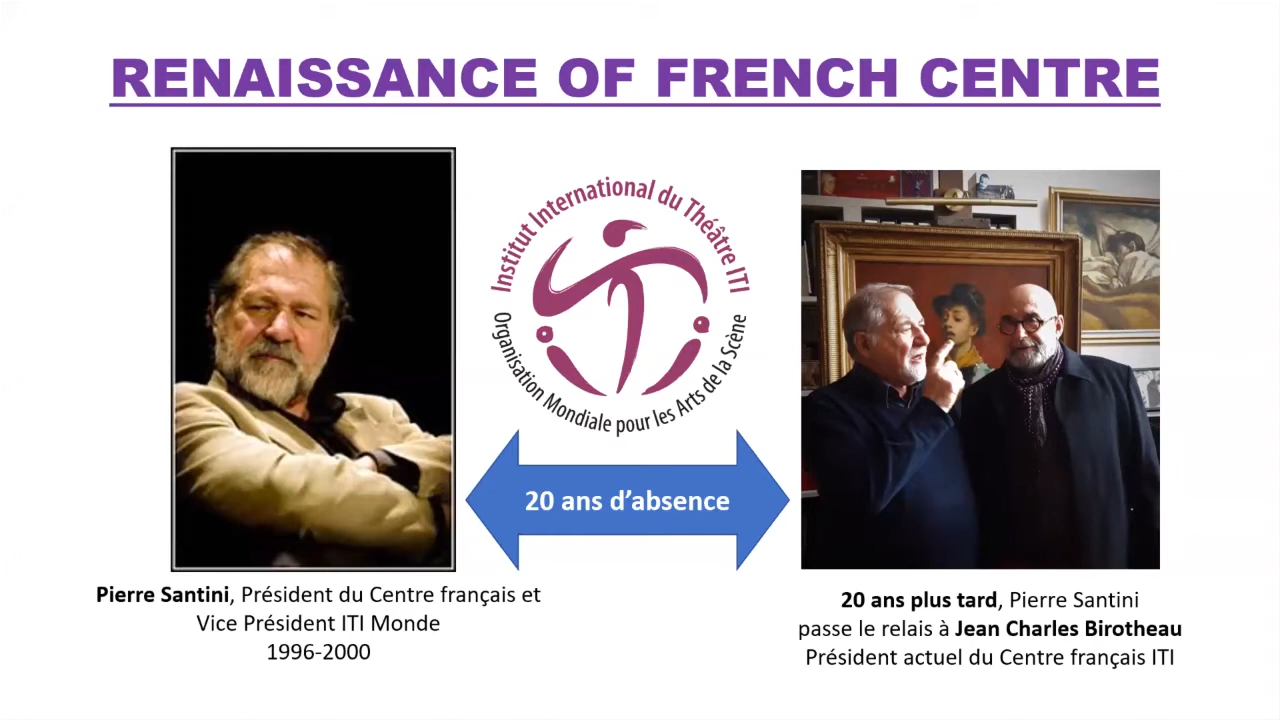 RENAISSANCE OF FRENCH CENTRE
Institut International du Théâtre ITI
Organisation Mondiale pour les Arts de la Scène
20 ans d’absence
Pierre Santini, Président du Centre français et
Vice Président ITI Monde
1996-2000
20 ans plus tard, Pierre Santini
passe le relais à Jean Charles Birotheau
Président actuel du Centre français ITI